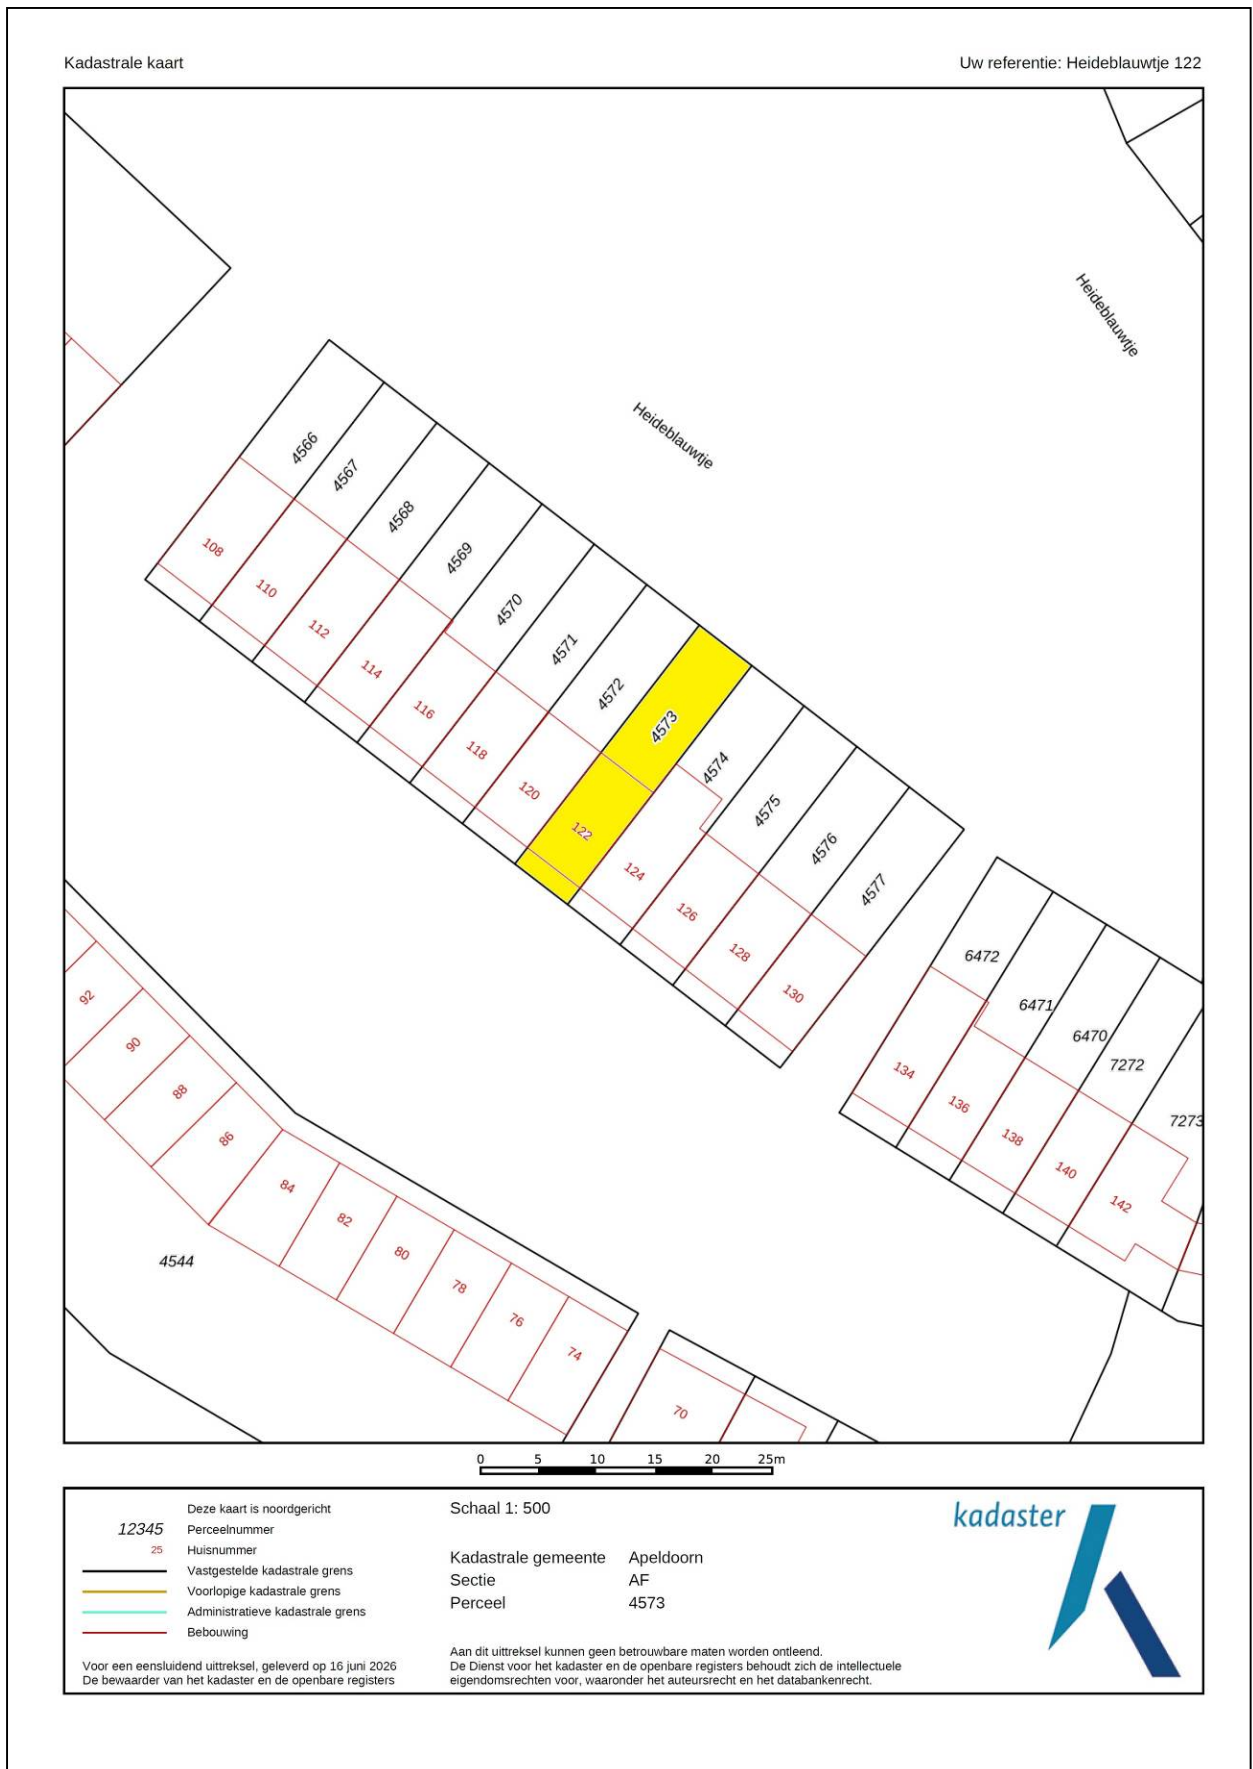 Kadastrale kaart
Uw referentie: Heideblauwtje 122
Heideblauwtje
Heideblauwtje
4566
4567
4568
4569
4570
4571
4572
4573
4574
4575
4576
4577
108
110
112
114
116
118
120
122
124
126
128
130
6472
6471
6470
7272
7273
134
136
138
140
142
92
90
88
86
84
82
80
78
76
74
70
4544
0 5 10 15 20 25m
Deze kaart is noordgericht
12345 Perceelnummer
25 Huisnummer
Vastgestelde kadastrale grens
Voorlopige kadastrale grens
Administratieve kadastrale grens
Bebouwing
Voor een eensluidend uittreksel, geleverd op 16 juni 2026
De bewaarder van het kadaster en de openbare registers
Schaal 1: 500
Kadastrale gemeente Apeldoorn
Sectie AF
Perceel 4573
Aan dit uittreksel kunnen geen betrouwbare maten worden ontleend.
De Dienst voor het kadaster en de openbare registers behoudt zich de intellectuele
eigendomsrechten voor, waaronder het auteursrecht en het databankenrecht.
kadaster